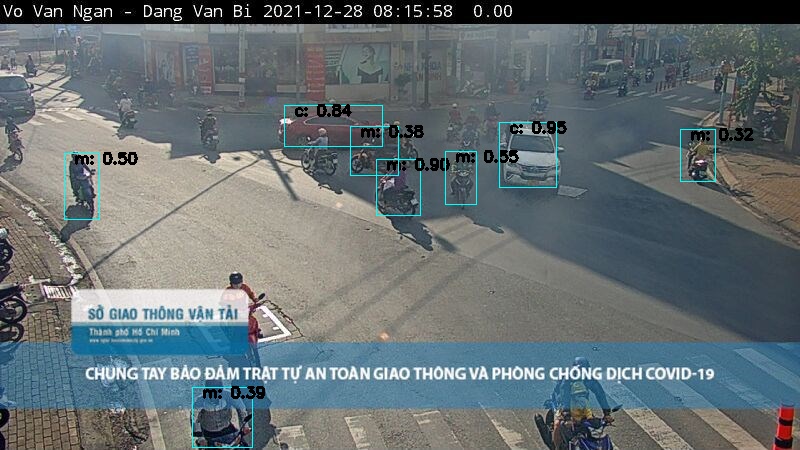 Vo Van Ngan - Dang Van Bi 2021-12-28 08:15:58  0.00
c: 0.84
m: 0.38
c: 0.95
m: 0.32
m: 0.50
m: 0.90
m: 0.55
SỞ GIAO THÔNG VẬN TẢI
Thành phố Hồ Chí Minh
CHUNG TAY BẢO ĐẢM TRẬT TỰ AN TOÀN GIAO THÔNG VÀ PHÒNG CHỐNG DỊCH COVID-19
m: 0.39